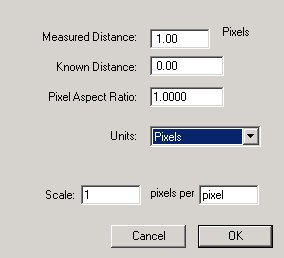 Measured Distance: 1.00 Pixels
Known Distance: 0.00
Pixel Aspect Ratio: 1.0000
Units: Pixels
Scale: 1 pixels per pixel
Cancel OK